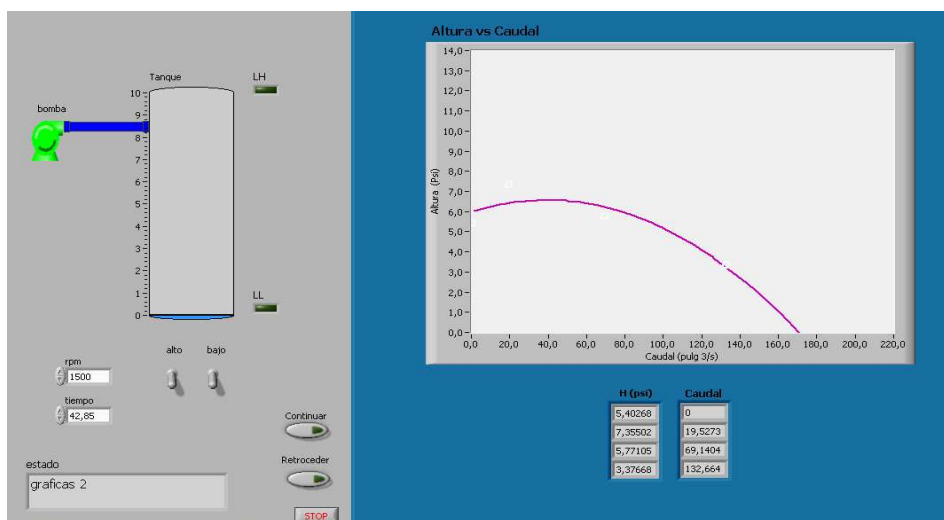 Tanque
LH
bomba
10
9
8
7
6
5
4
3
2
1
0
LL
rpm
1500
tiempo
42,85
alto bajo
Continuar
Retroceder
estado
graficas 2
STOP
Altura vs Caudal
Altura (Psi)
14,0
13,0
12,0
11,0
10,0
9,0
8,0
7,0
6,0
5,0
4,0
3,0
2,0
1,0
0,0
0,0 20,0 40,0 60,0 80,0 100,0 120,0 140,0 160,0 180,0 200,0 220,0
Caudal (pulg 3/s)
H (psi) Caudal
5,40268 0
7,35502 19,5273
5,77105 69,1404
3,37668 132,664